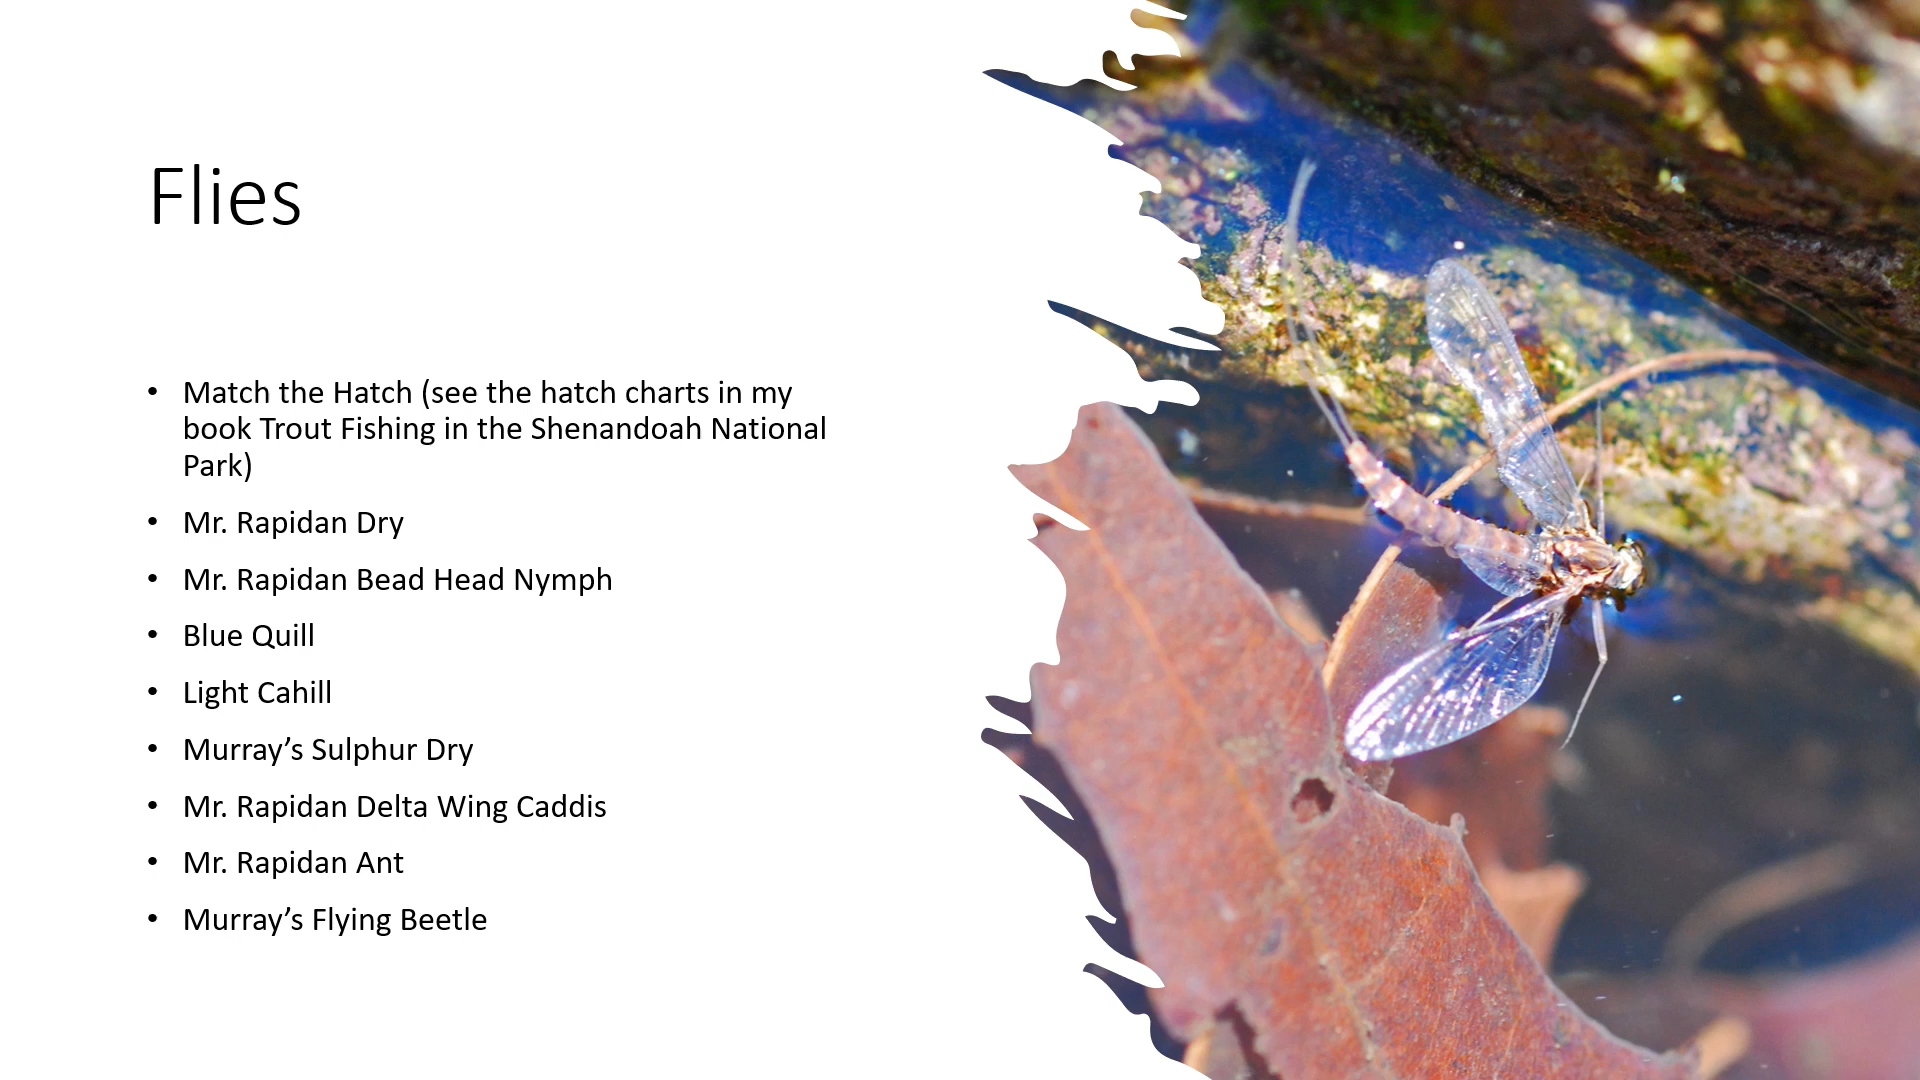 Flies
• Match the Hatch (see the hatch charts in my
book Trout Fishing in the Shenandoah National
Park)
• Mr. Rapidan Dry
• Mr. Rapidan Bead Head Nymph
• Blue Quill
• Light Cahill
• Murray’s Sulphur Dry
• Mr. Rapidan Delta Wing Caddis
• Mr. Rapidan Ant
• Murray’s Flying Beetle